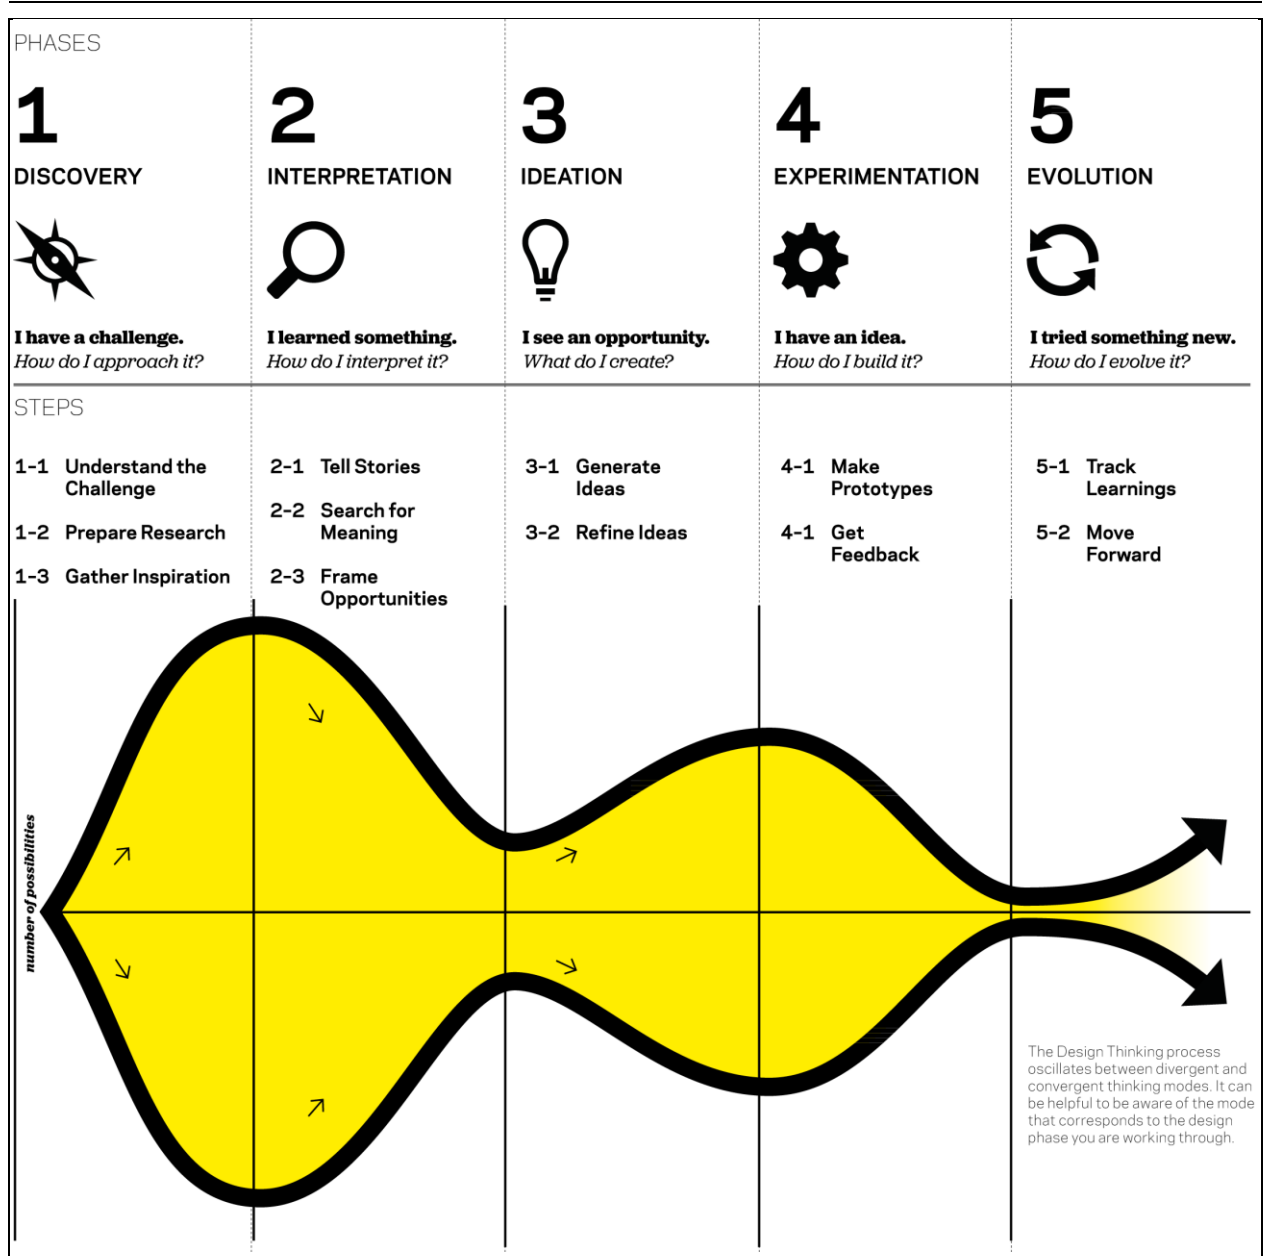 PHASES
1
DISCOVERY
I have a challenge.
How do I approach it?
2
INTERPRETATION
I learned something.
How do I interpret it?
3
IDEATION
I see an opportunity.
What do I create?
4
EXPERIMENTATION
I have an idea.
How do I build it?
5
EVOLUTION
I tried something new.
How do I evolve it?
STEPS
1-1 Understand the
Challenge
1-2 Prepare Research
1-3 Gather Inspiration
2-1 Tell Stories
2-2 Search for
Meaning
2-3 Frame
Opportunities
3-1 Generate
Ideas
3-2 Refine Ideas
4-1 Make
Prototypes
4-1 Get
Feedback
5-1 Track
Learnings
5-2 Move
Forward
number of possibilities
The Design Thinking process
oscillates between divergent and
convergent thinking modes. It can
be helpful to be aware of the mode
that corresponds to the design
phase you are working through.